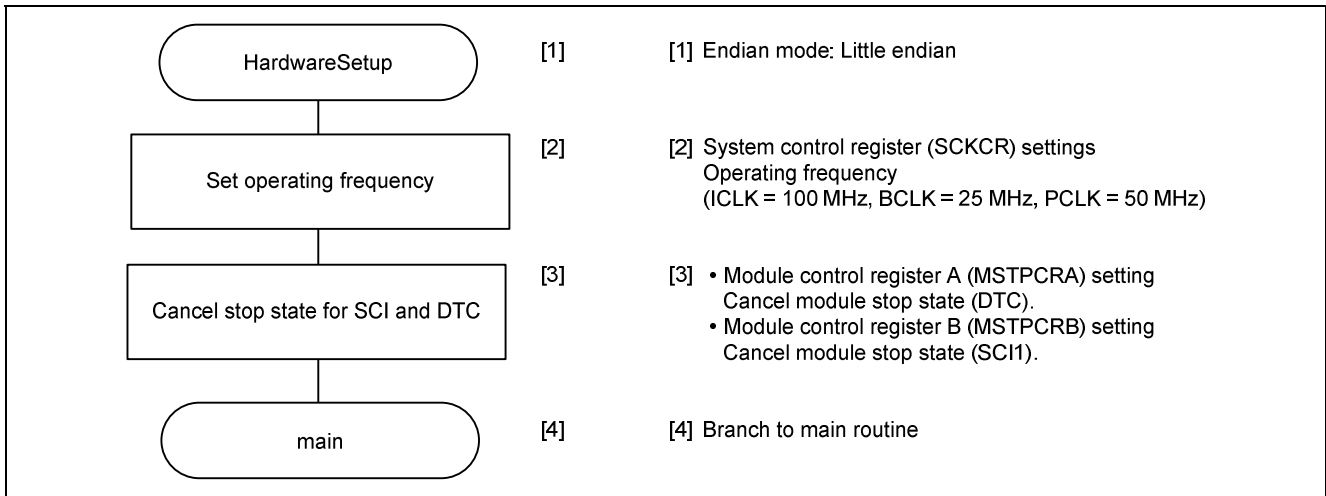 HardwareSetup
[1]
[1] Endian mode: Little endian
Set operating frequency
[2]
[2] System control register (SCKCR) settings
Operating frequency
(ICLK = 100 MHz, BCLK = 25 MHz, PCLK = 50 MHz)
Cancel stop state for SCI and DTC
[3]
[3] • Module control register A (MSTPCRA) setting
Cancel module stop state (DTC).
• Module control register B (MSTPCRB) setting
Cancel module stop state (SCI1).
main
[4]
[4] Branch to main routine